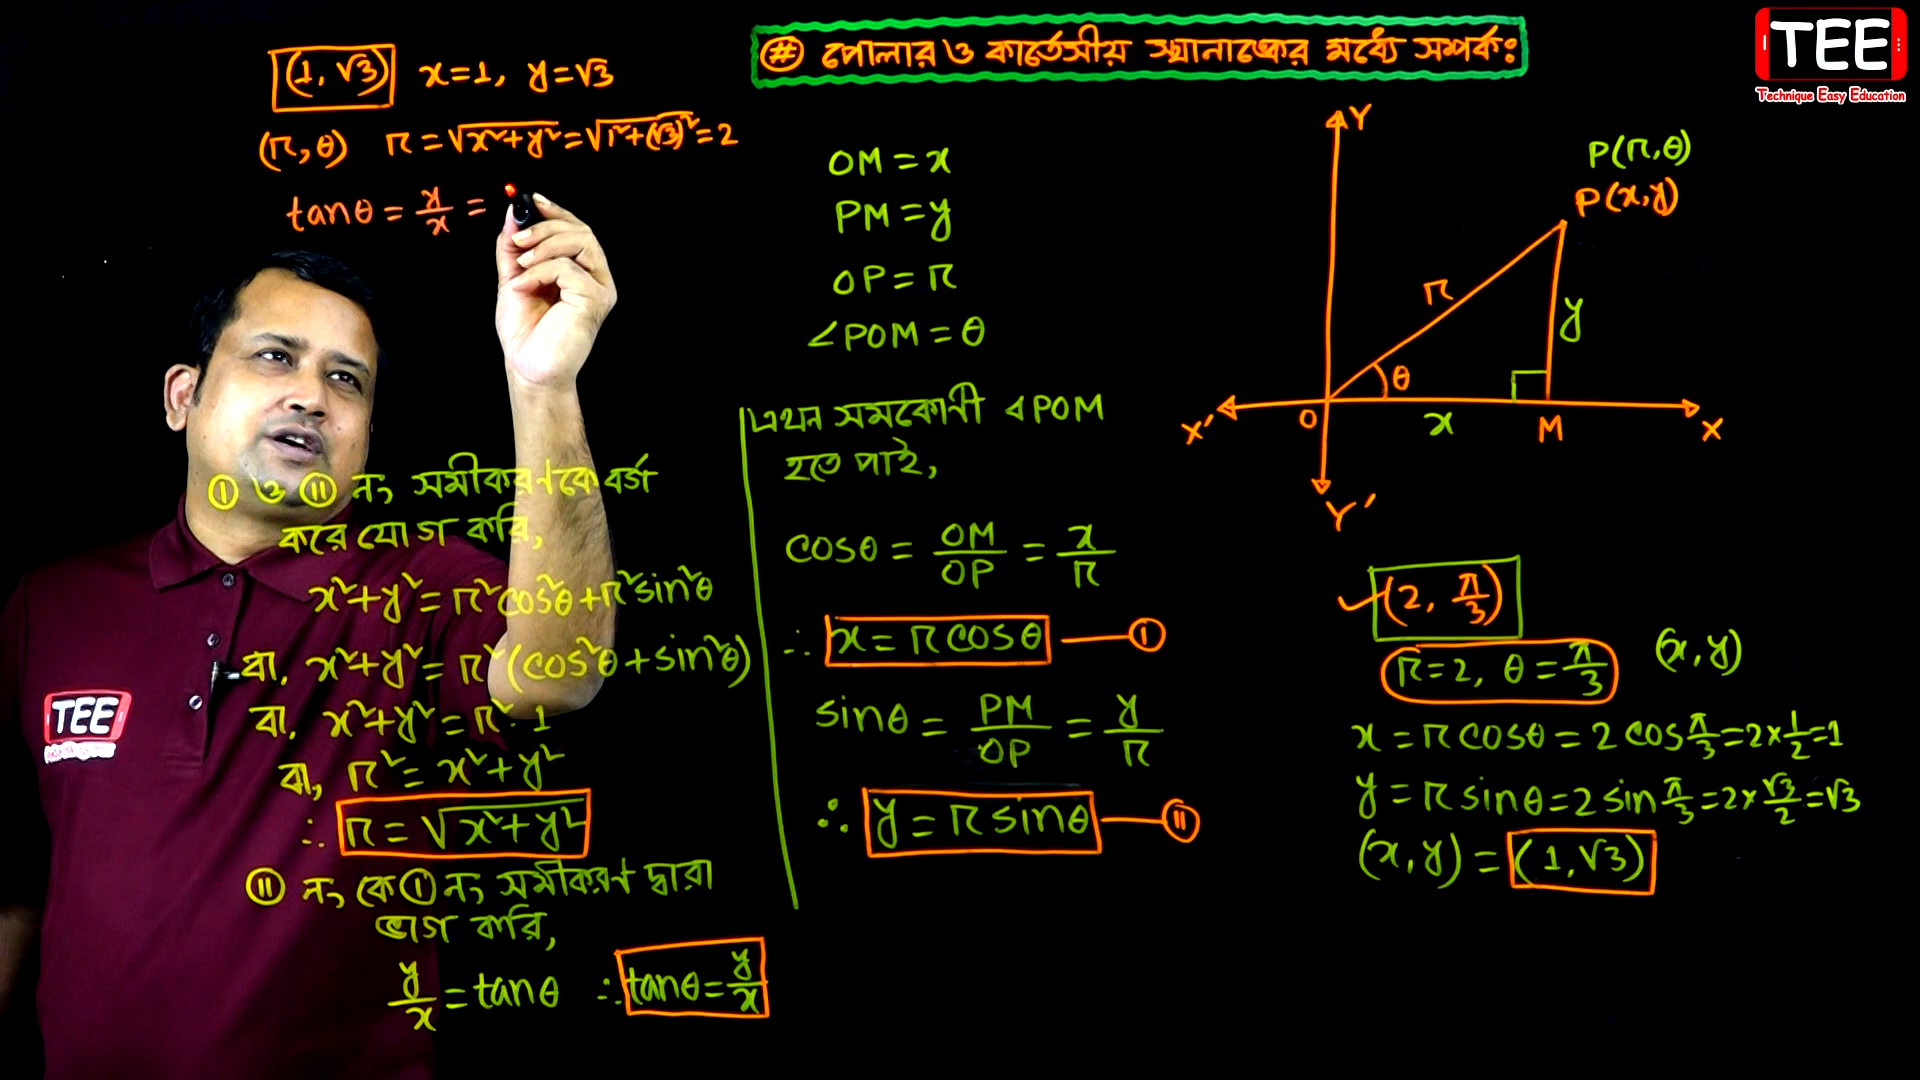 # পোলার ও কার্তেসীয় স্থানাঙ্কের মধ্যে সম্পর্ক:
TEE
Technique Easy Education
(1, √3) x=1, y=√3
(r, θ) r = √x²+y² = √1²+(√3)² = 2
tanθ = y/x =
OM = x
PM = y
OP = r
∠POM = θ
এখন সমকোণী ⊿POM
হতে পাই,
cosθ = OM/OP = x/r
∴ x = r cosθ — (i)
sinθ = PM/OP = y/r
∴ y = r sinθ — (ii)
(i) ও (ii) নং সমীকরণকে বর্গ
করে যোগ করি,
x²+y² = r²cos²θ + r²sin²θ
বা, x²+y² = r²(cos²θ + sin²θ)
বা, x²+y² = r²·1
বা, r² = x²+y²
∴ r = √x²+y²
(ii) নং কে (i) নং সমীকরণ দ্বারা
ভাগ করি,
y/x = tanθ ∴ tanθ = y/x
Y
P(r, θ)
P(x, y)
r
y
θ
X' O x M X
Y'
(2, π/3)
r=2, θ = π/3 (x, y)
x = r cosθ = 2 cos π/3 = 2×1/2 = 1
y = r sinθ = 2 sin π/3 = 2×√3/2 = √3
(x, y) = (1, √3)
TEE